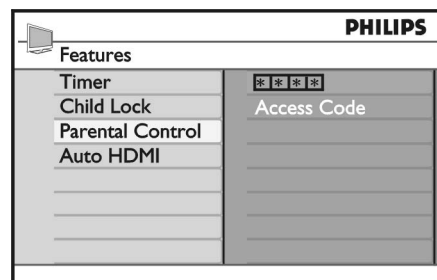 PHILIPS
Features
Timer
****
Child Lock
Access Code
Parental Control
Auto HDMI